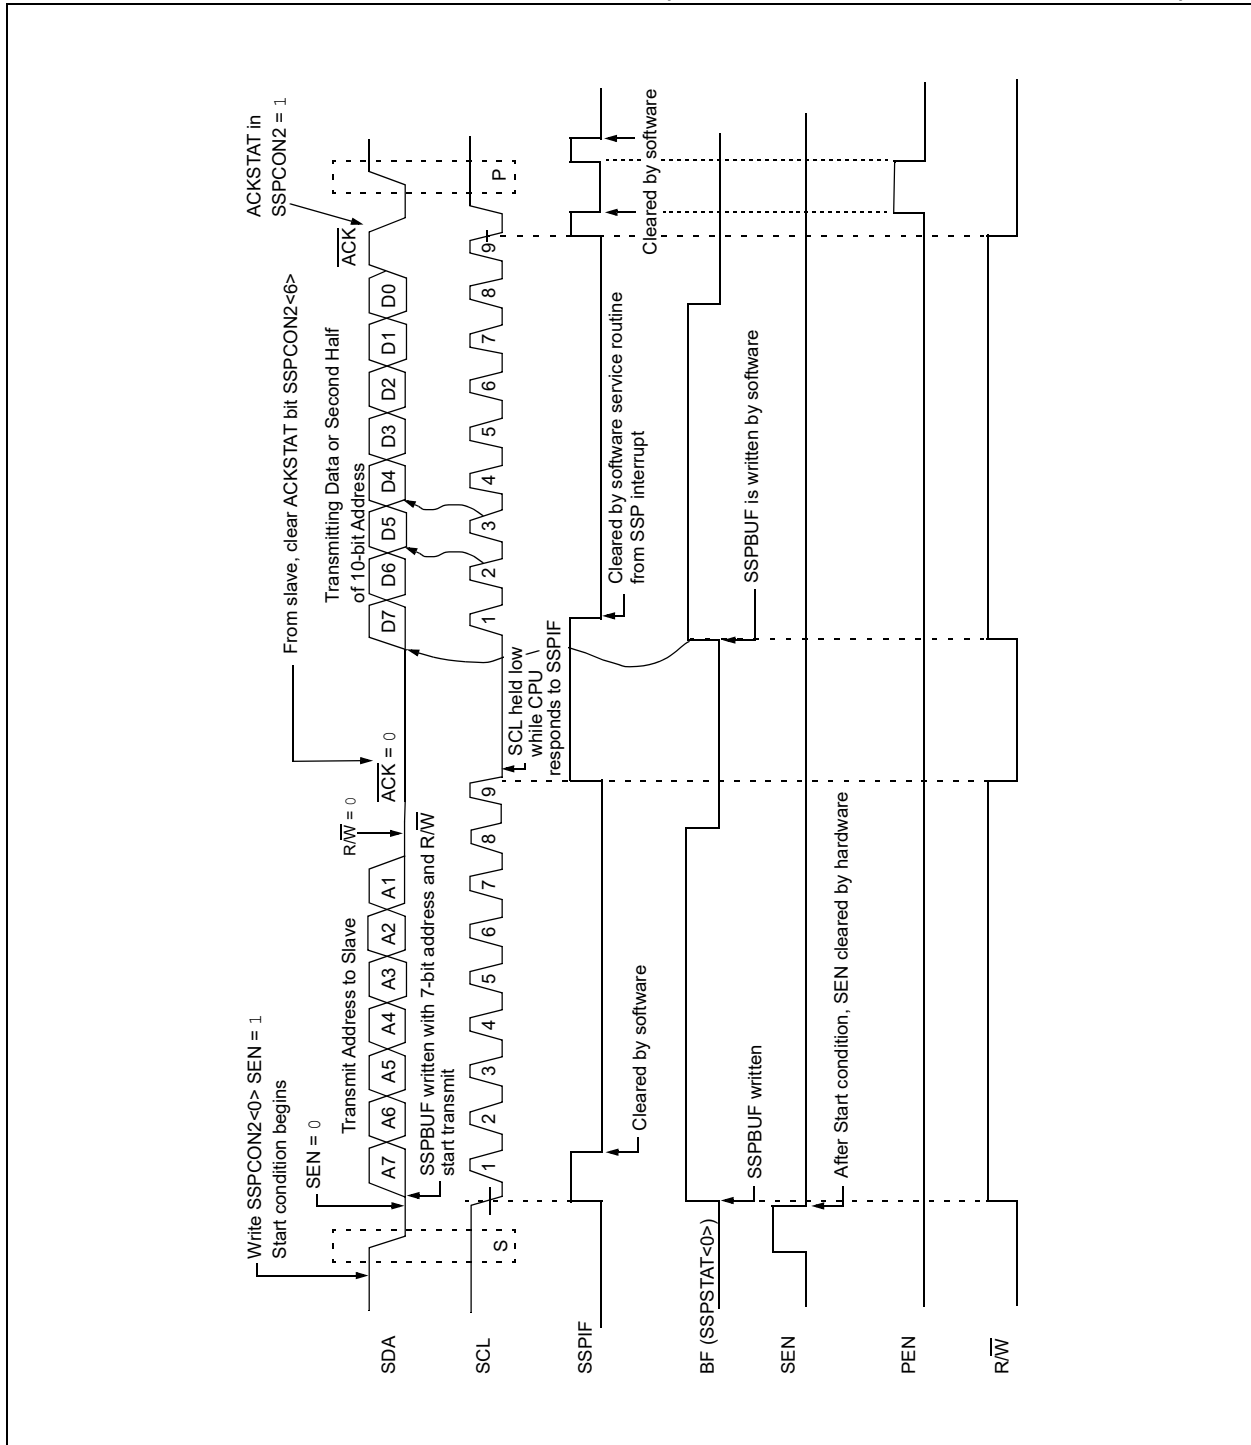 Write SSPCON2<0> SEN = 1
Start condition begins
SEN = 0
Transmit Address to Slave
R/W = 0
From slave, clear ACKSTAT bit SSPCON2<6>
ACK = 0
Transmitting Data or Second Half
of 10-bit Address
ACK
ACKSTAT in
SSPCON2 = 1
SDA
A7 A6 A5 A4 A3 A2 A1 D7 D6 D5 D4 D3 D2 D1 D0
SSPBUF written with 7-bit address and R/W
start transmit
SCL
S 1 2 3 4 5 6 7 8 9 1 2 3 4 5 6 7 8 9 P
SCL held low
while CPU
responds to SSPIF
SSPIF
Cleared by software
Cleared by software service routine
from SSP interrupt
Cleared by software
BF (SSPSTAT<0>)
SSPBUF written
SSPBUF is written by software
SEN
After Start condition, SEN cleared by hardware
PEN
R/W